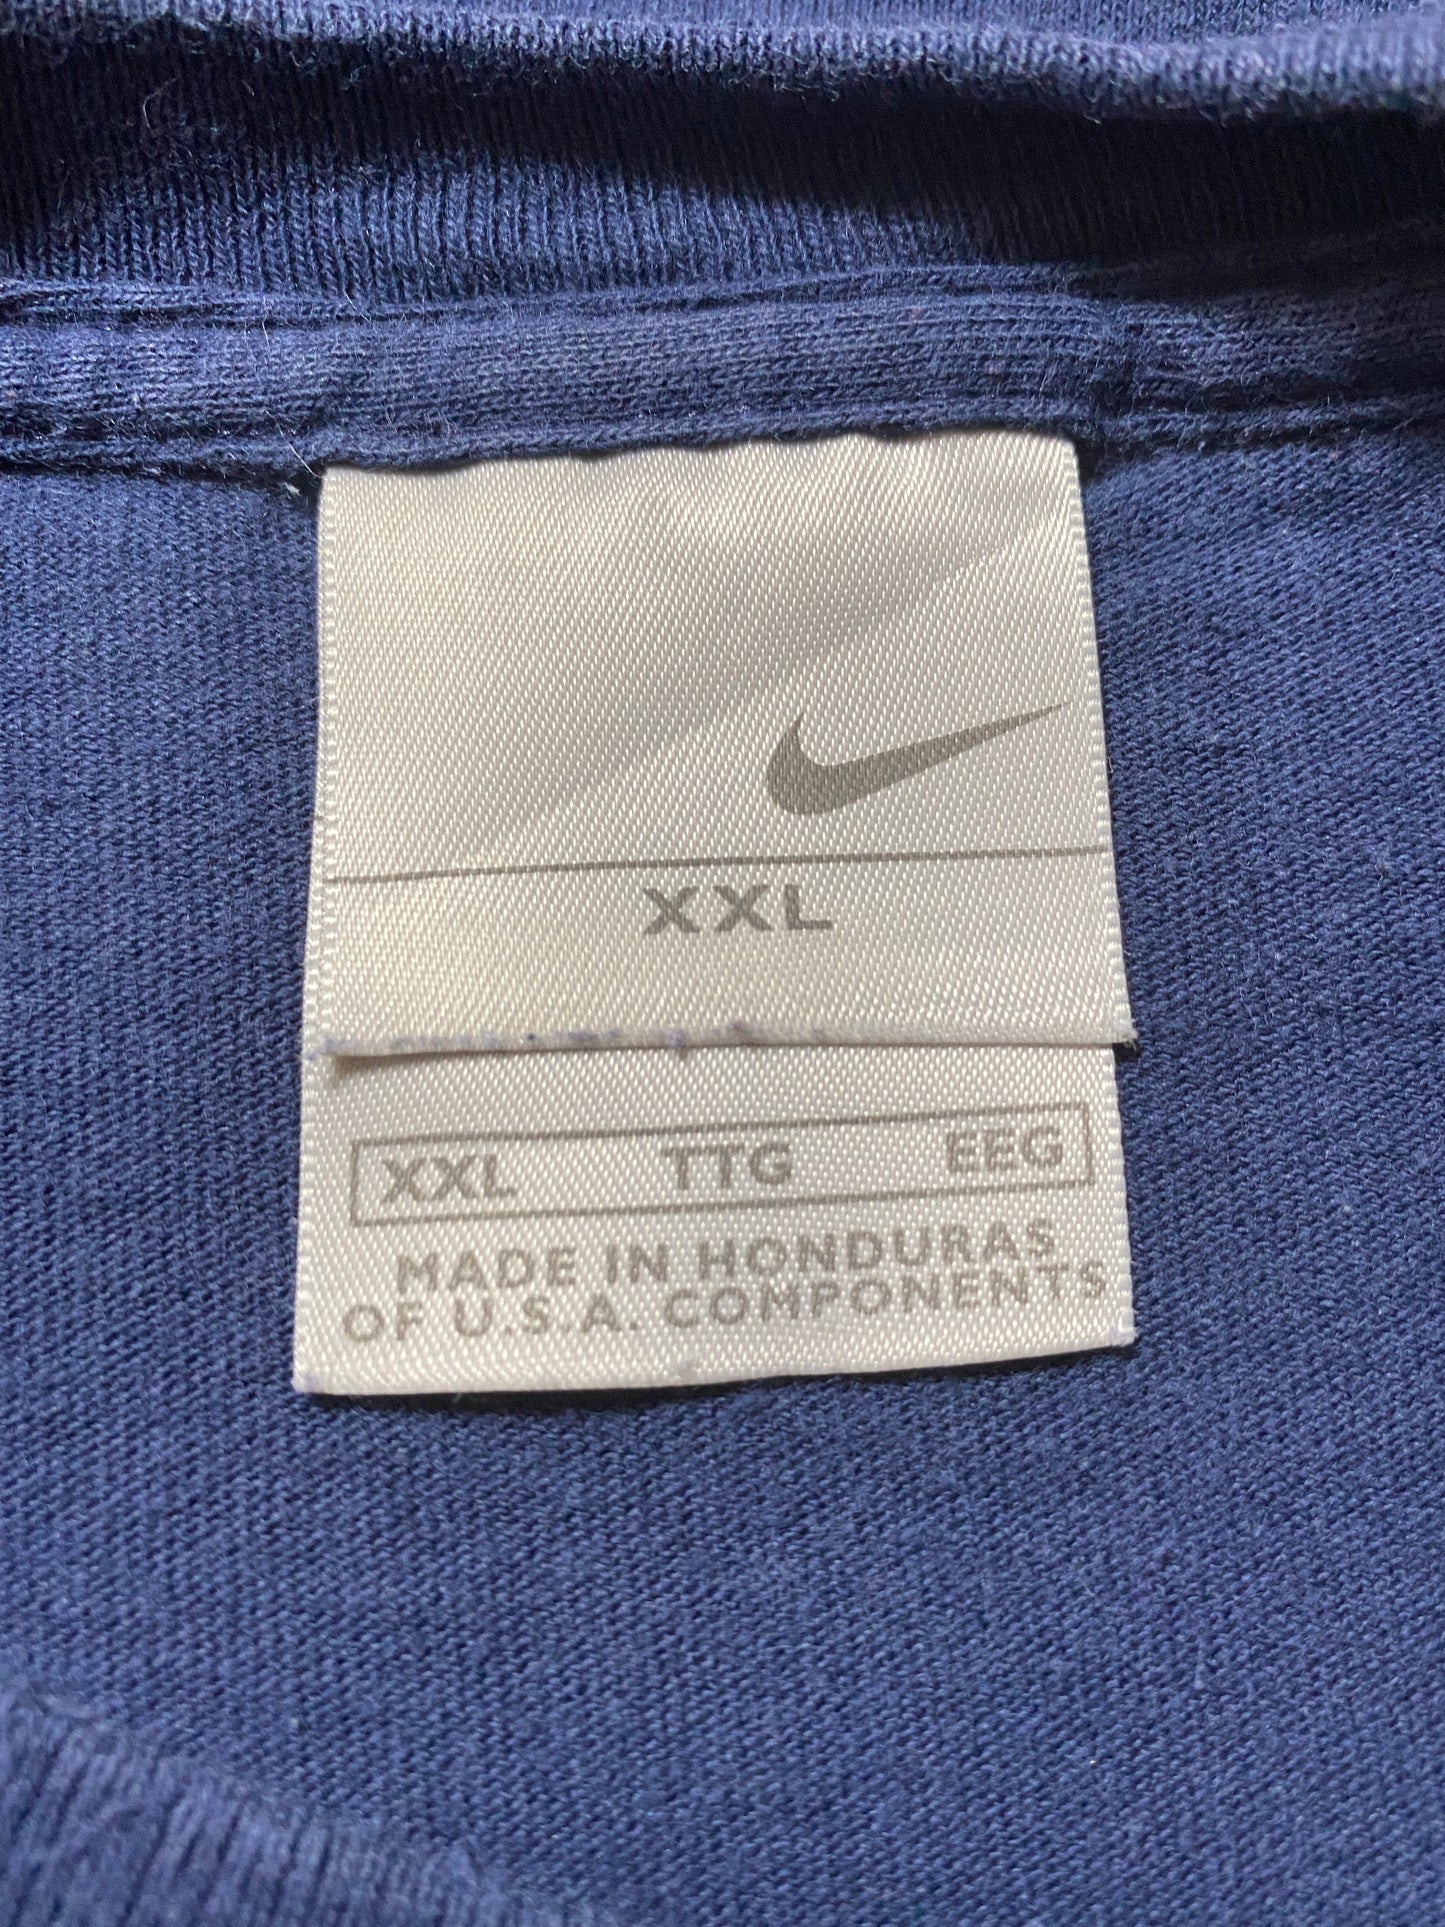 XXL
XXL TTG EEG
MADE IN HONDURAS
OF U.S.A. COMPONENTS